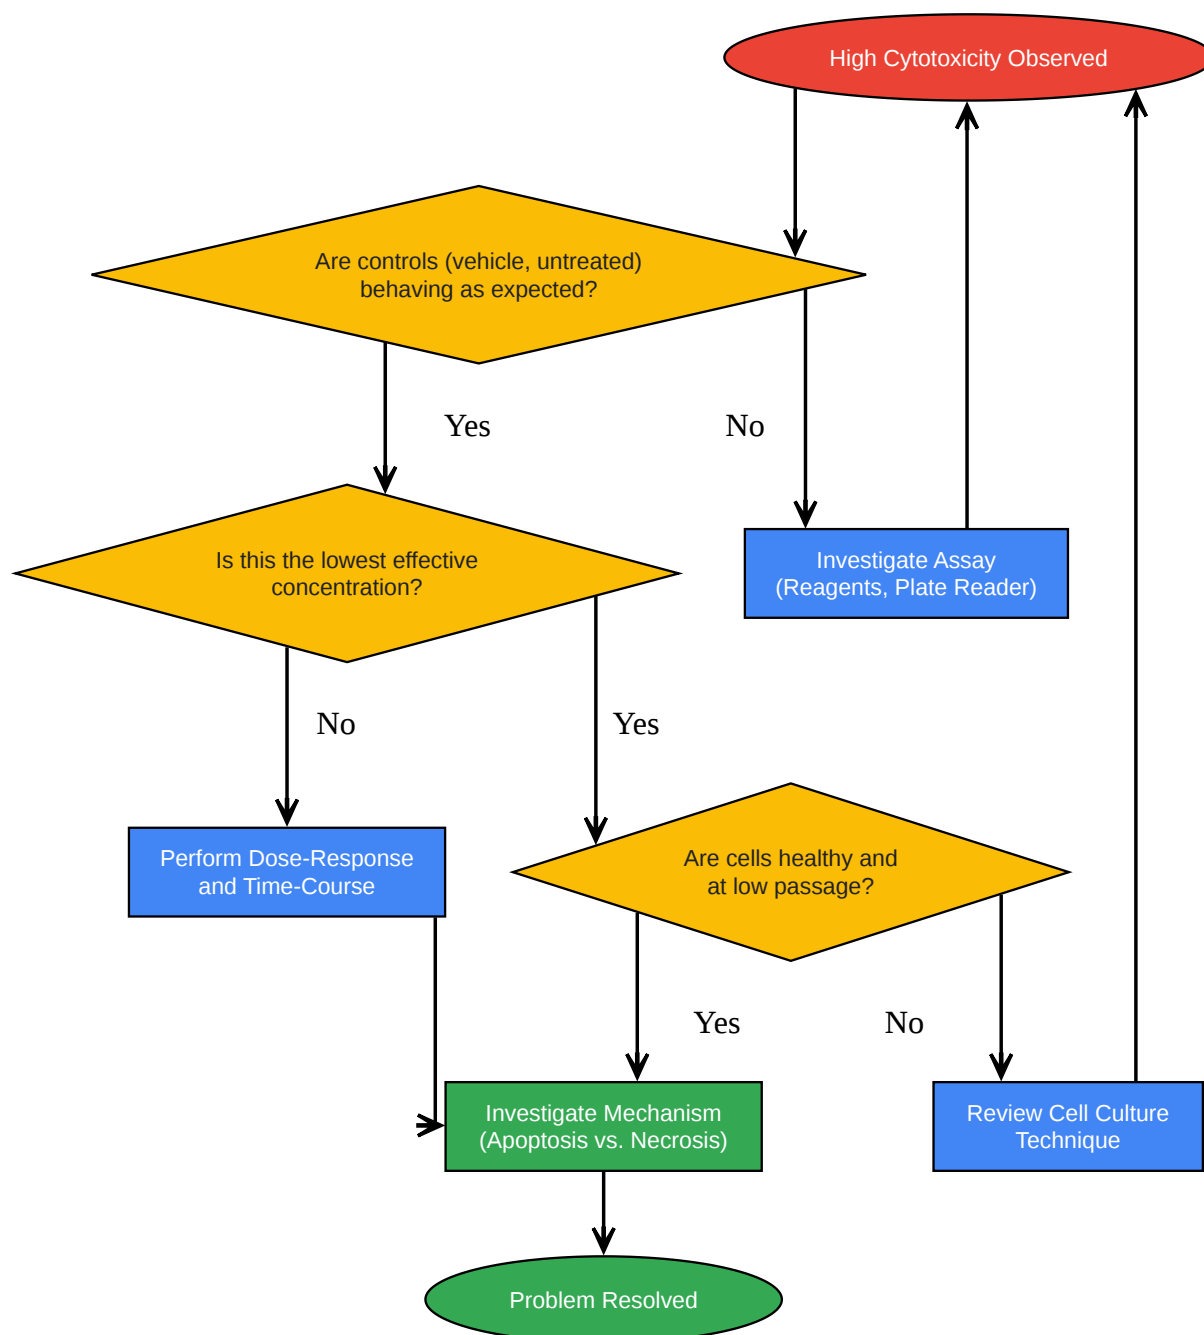 High Cytotoxicity Observed
Are controls (vehicle, untreated)
behaving as expected?
Yes
No
Is this the lowest effective
concentration?
Investigate Assay
(Reagents, Plate Reader)
No
Yes
Perform Dose-Response
and Time-Course
Are cells healthy and
at low passage?
Yes
No
Investigate Mechanism
(Apoptosis vs. Necrosis)
Review Cell Culture
Technique
Problem Resolved